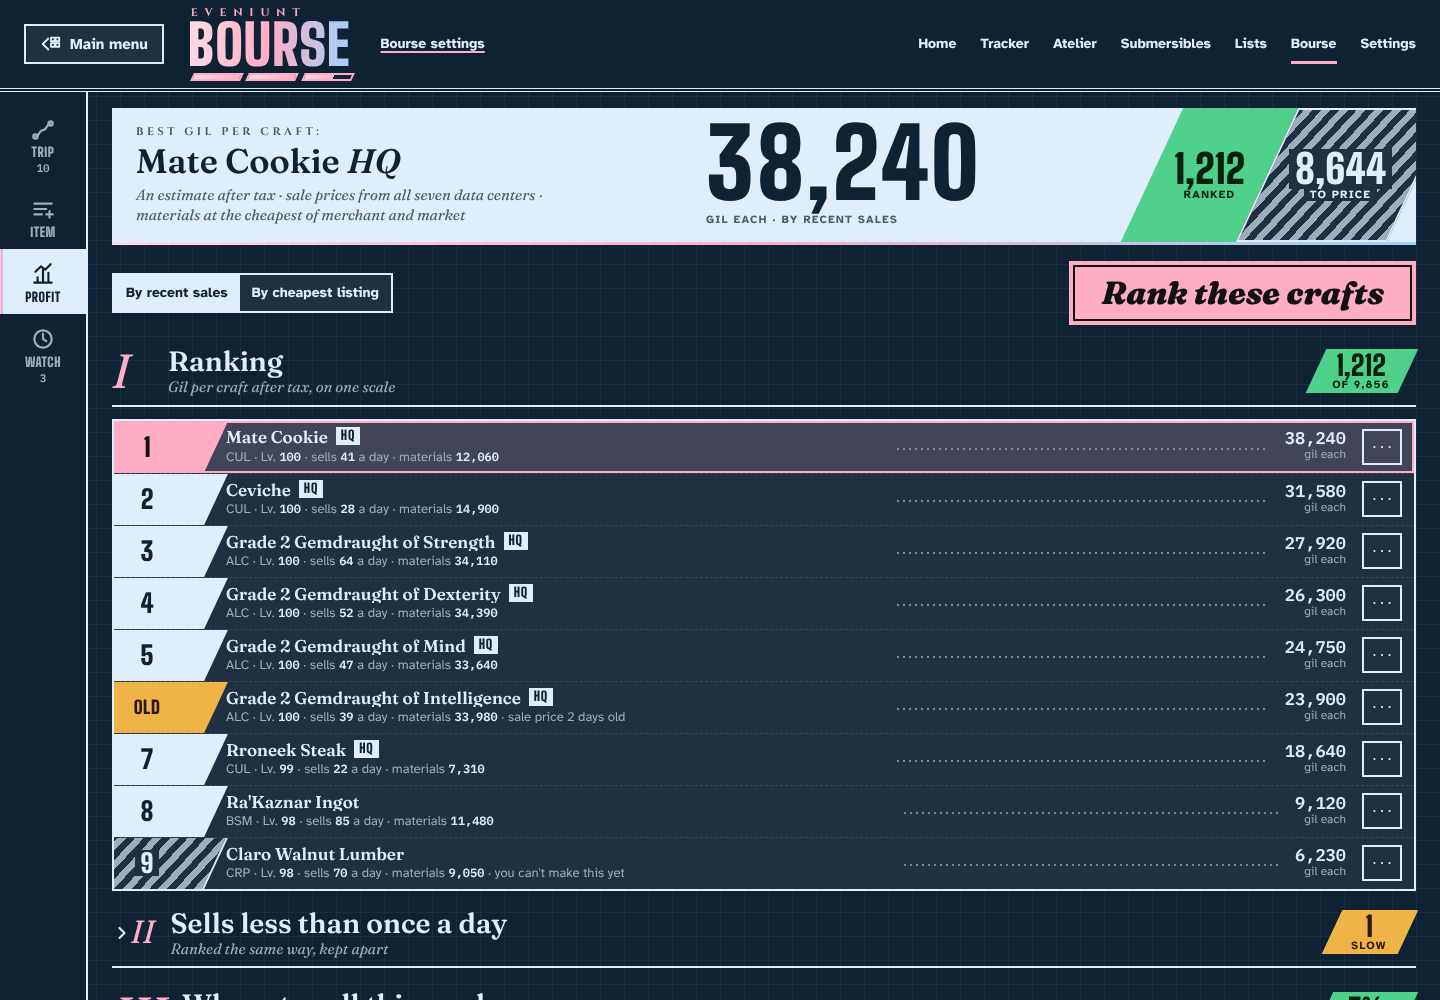 Main menu
EVENIUNT
BOURSE
Bourse settings
Home
Tracker
Atelier
Submersibles
Lists
Bourse
Settings
TRIP
10
ITEM
PROFIT
WATCH
3
BEST GIL PER CRAFT:
Mate Cookie HQ
An estimate after tax · sale prices from all seven data centers ·
materials at the cheapest of merchant and market
38,240
GIL EACH · BY RECENT SALES
1,212
RANKED
8,644
TO PRICE
By recent sales
By cheapest listing
Rank these crafts
I
Ranking
Gil per craft after tax, on one scale
1,212
OF 9,856
1
Mate Cookie HQ
CUL · Lv. 100 · sells 41 a day · materials 12,060
38,240
gil each
...
2
Ceviche HQ
CUL · Lv. 100 · sells 28 a day · materials 14,900
31,580
gil each
...
3
Grade 2 Gemdraught of Strength HQ
ALC · Lv. 100 · sells 64 a day · materials 34,110
27,920
gil each
...
4
Grade 2 Gemdraught of Dexterity HQ
ALC · Lv. 100 · sells 52 a day · materials 34,390
26,300
gil each
...
5
Grade 2 Gemdraught of Mind HQ
ALC · Lv. 100 · sells 47 a day · materials 33,640
24,750
gil each
...
OLD
Grade 2 Gemdraught of Intelligence HQ
ALC · Lv. 100 · sells 39 a day · materials 33,980 · sale price 2 days old
23,900
gil each
...
7
Rroneek Steak HQ
CUL · Lv. 99 · sells 22 a day · materials 7,310
18,640
gil each
...
8
Ra'Kaznar Ingot
BSM · Lv. 98 · sells 85 a day · materials 11,480
9,120
gil each
...
9
Claro Walnut Lumber
CRP · Lv. 98 · sells 70 a day · materials 9,050 · you can't make this yet
6,230
gil each
...
II
Sells less than once a day
Ranked the same way, kept apart
1
SLOW